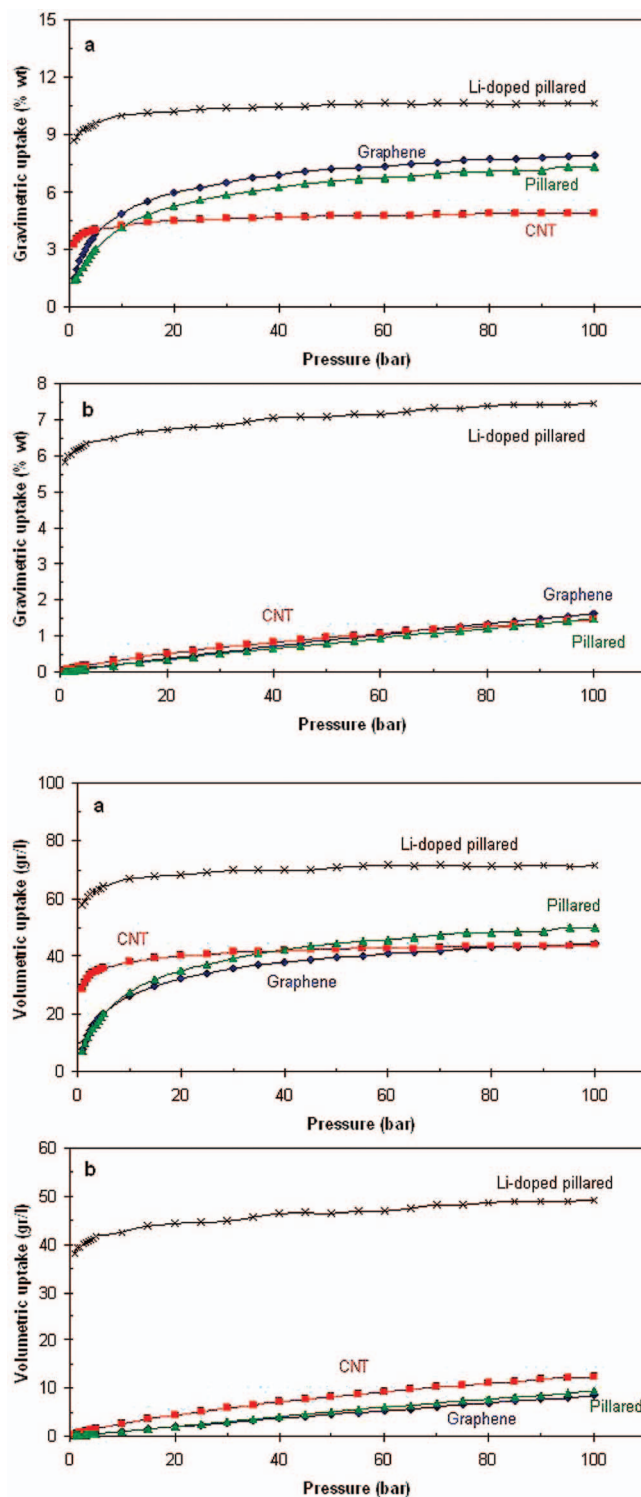 a
Gravimetric uptake (% wt)
15
12
9
6
3
0
Li-doped pillared
Graphene
Pillared
CNT
0 20 40 60 80 100
Pressure (bar)
b
Gravimetric uptake (% wt)
8
7
6
5
4
3
2
1
0
Li-doped pillared
CNT
Graphene
Pillared
0 20 40 60 80 100
Pressure (bar)
a
Volumetric uptake (gr/l)
100
80
60
40
20
0
Li-doped pillared
Pillared
CNT
Graphene
0 20 40 60 80 100
Pressure (bar)
b
Volumetric uptake (gr/l)
60
50
40
30
20
10
0
Li-doped pillared
CNT
Pillared
Graphene
0 20 40 60 80 100
Pressure (bar)